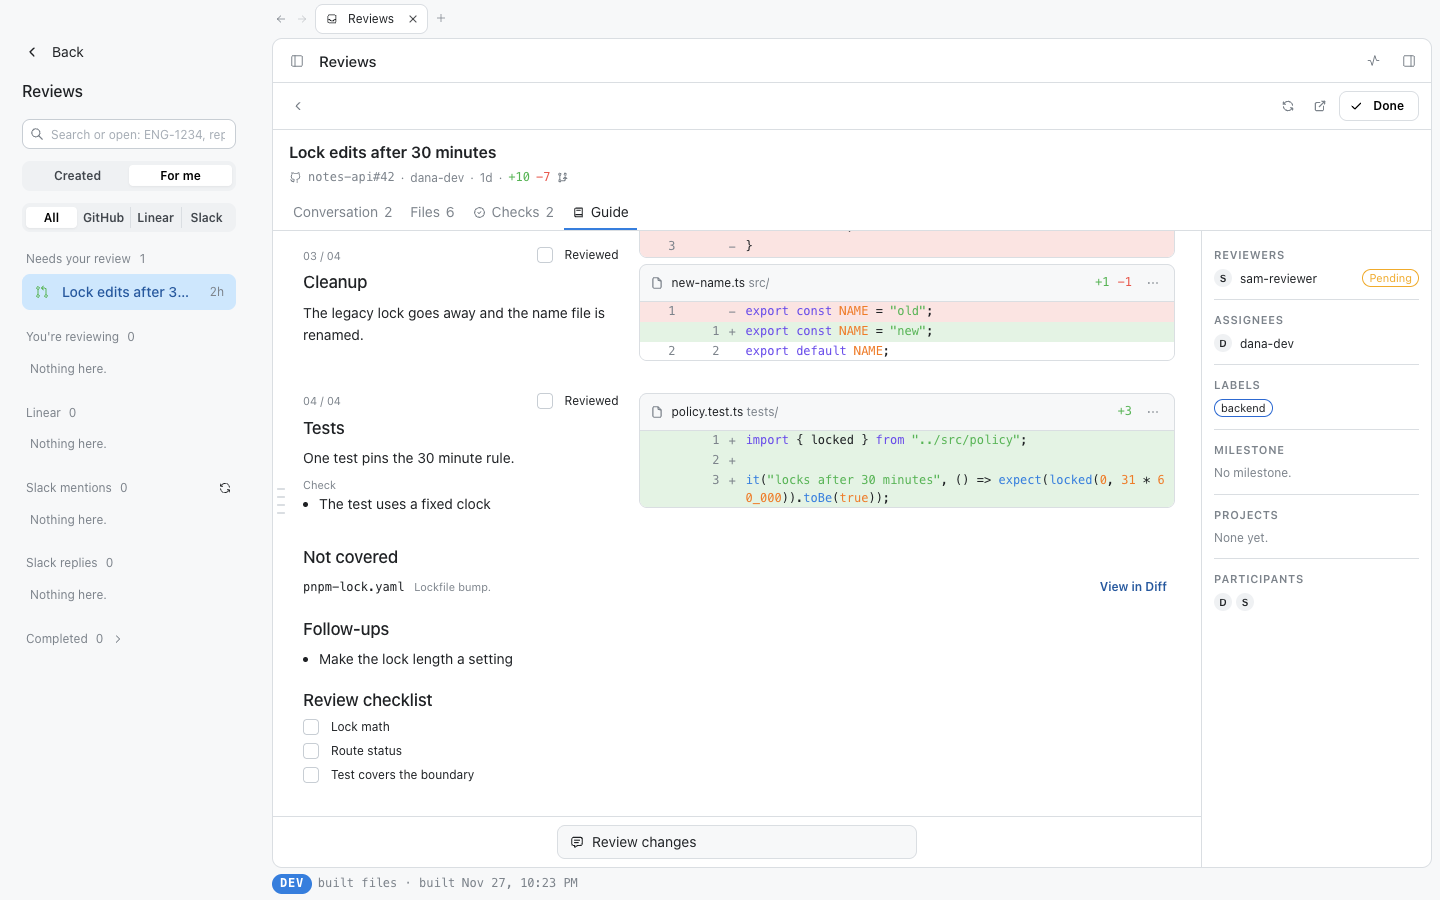 Reviews
Back
Reviews
Search or open: ENG-1234, rep
Created
For me
All
GitHub
Linear
Slack
Needs your review 1
Lock edits after 3... 2h
You're reviewing 0
Nothing here.
Linear 0
Nothing here.
Slack mentions 0
Nothing here.
Slack replies 0
Nothing here.
Completed 0
Reviews
Done
Lock edits after 30 minutes
notes-api#42 · dana-dev · 1d · +10 −7
Conversation 2
Files 6
Checks 2
Guide
03 / 04
Reviewed
Cleanup
The legacy lock goes away and the name file is
renamed.
3 − }
new-name.ts src/ +1 −1
1 − export const NAME = "old";
1 + export const NAME = "new";
2 2 export default NAME;
04 / 04
Reviewed
Tests
One test pins the 30 minute rule.
Check
• The test uses a fixed clock
policy.test.ts tests/ +3
1 + import { locked } from "../src/policy";
2 +
3 + it("locks after 30 minutes", () => expect(locked(0, 31 * 6
0_000)).toBe(true));
Not covered
pnpm-lock.yaml Lockfile bump.
View in Diff
Follow-ups
• Make the lock length a setting
Review checklist
Lock math
Route status
Test covers the boundary
Review changes
REVIEWERS
S sam-reviewer Pending
ASSIGNEES
D dana-dev
LABELS
backend
MILESTONE
No milestone.
PROJECTS
None yet.
PARTICIPANTS
D S
DEV built files · built Nov 27, 10:23 PM